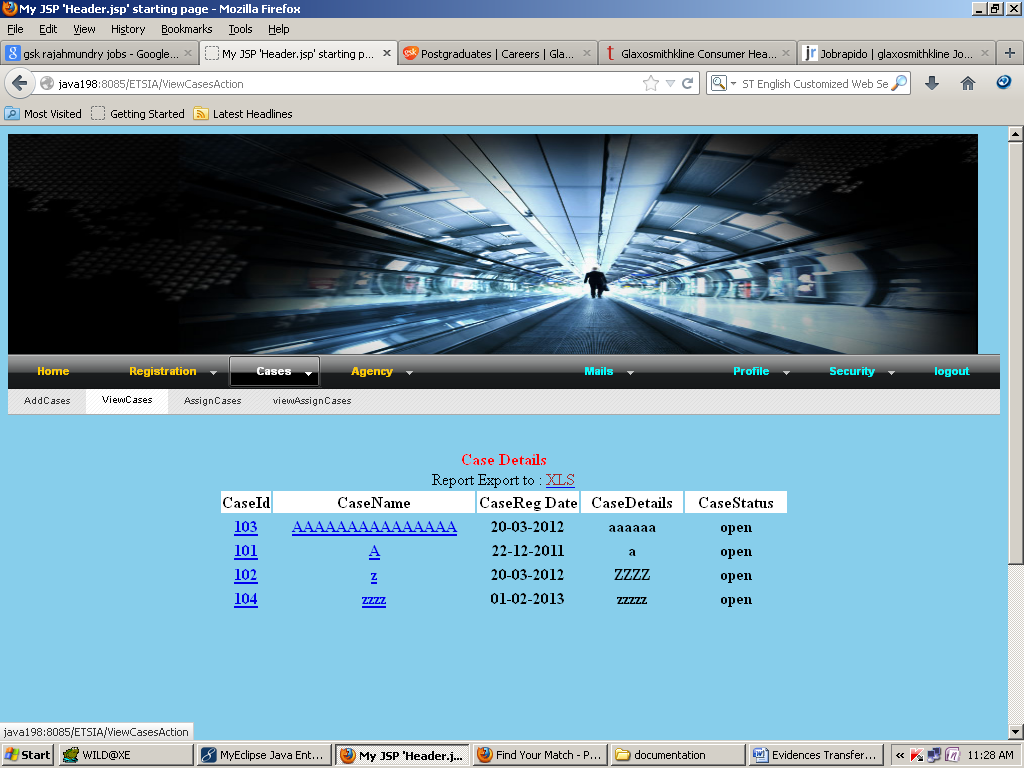 My JSP 'Header.jsp' starting page - Mozilla Firefox
File Edit View History Bookmarks Tools Help
gsk rajahmundry jobs - Google... My JSP 'Header.jsp' starting p... Postgraduates | Careers | Gla... Glaxosmithkline Consumer Hea... Jobrapido | glaxosmithkline Jo...
java198:8085/ETSIA/ViewCasesAction ST English Customized Web Se
Most Visited Getting Started Latest Headlines
Home Registration Cases Agency Mails Profile Security logout
AddCases ViewCases AssignCases viewAssignCases
Case Details
Report Export to : XLS
CaseId CaseName CaseReg Date CaseDetails CaseStatus
103 AAAAAAAAAAAAAAA 20-03-2012 aaaaaa open
101 A 22-12-2011 a open
102 z 20-03-2012 ZZZZ open
104 zzzz 01-02-2013 zzzzz open
java198:8085/ETSIA/ViewCasesAction
Start WILD@XE MyEclipse Java Ent... My JSP 'Header.j... Find Your Match - P... documentation Evidences Transfer... « 11:28 AM